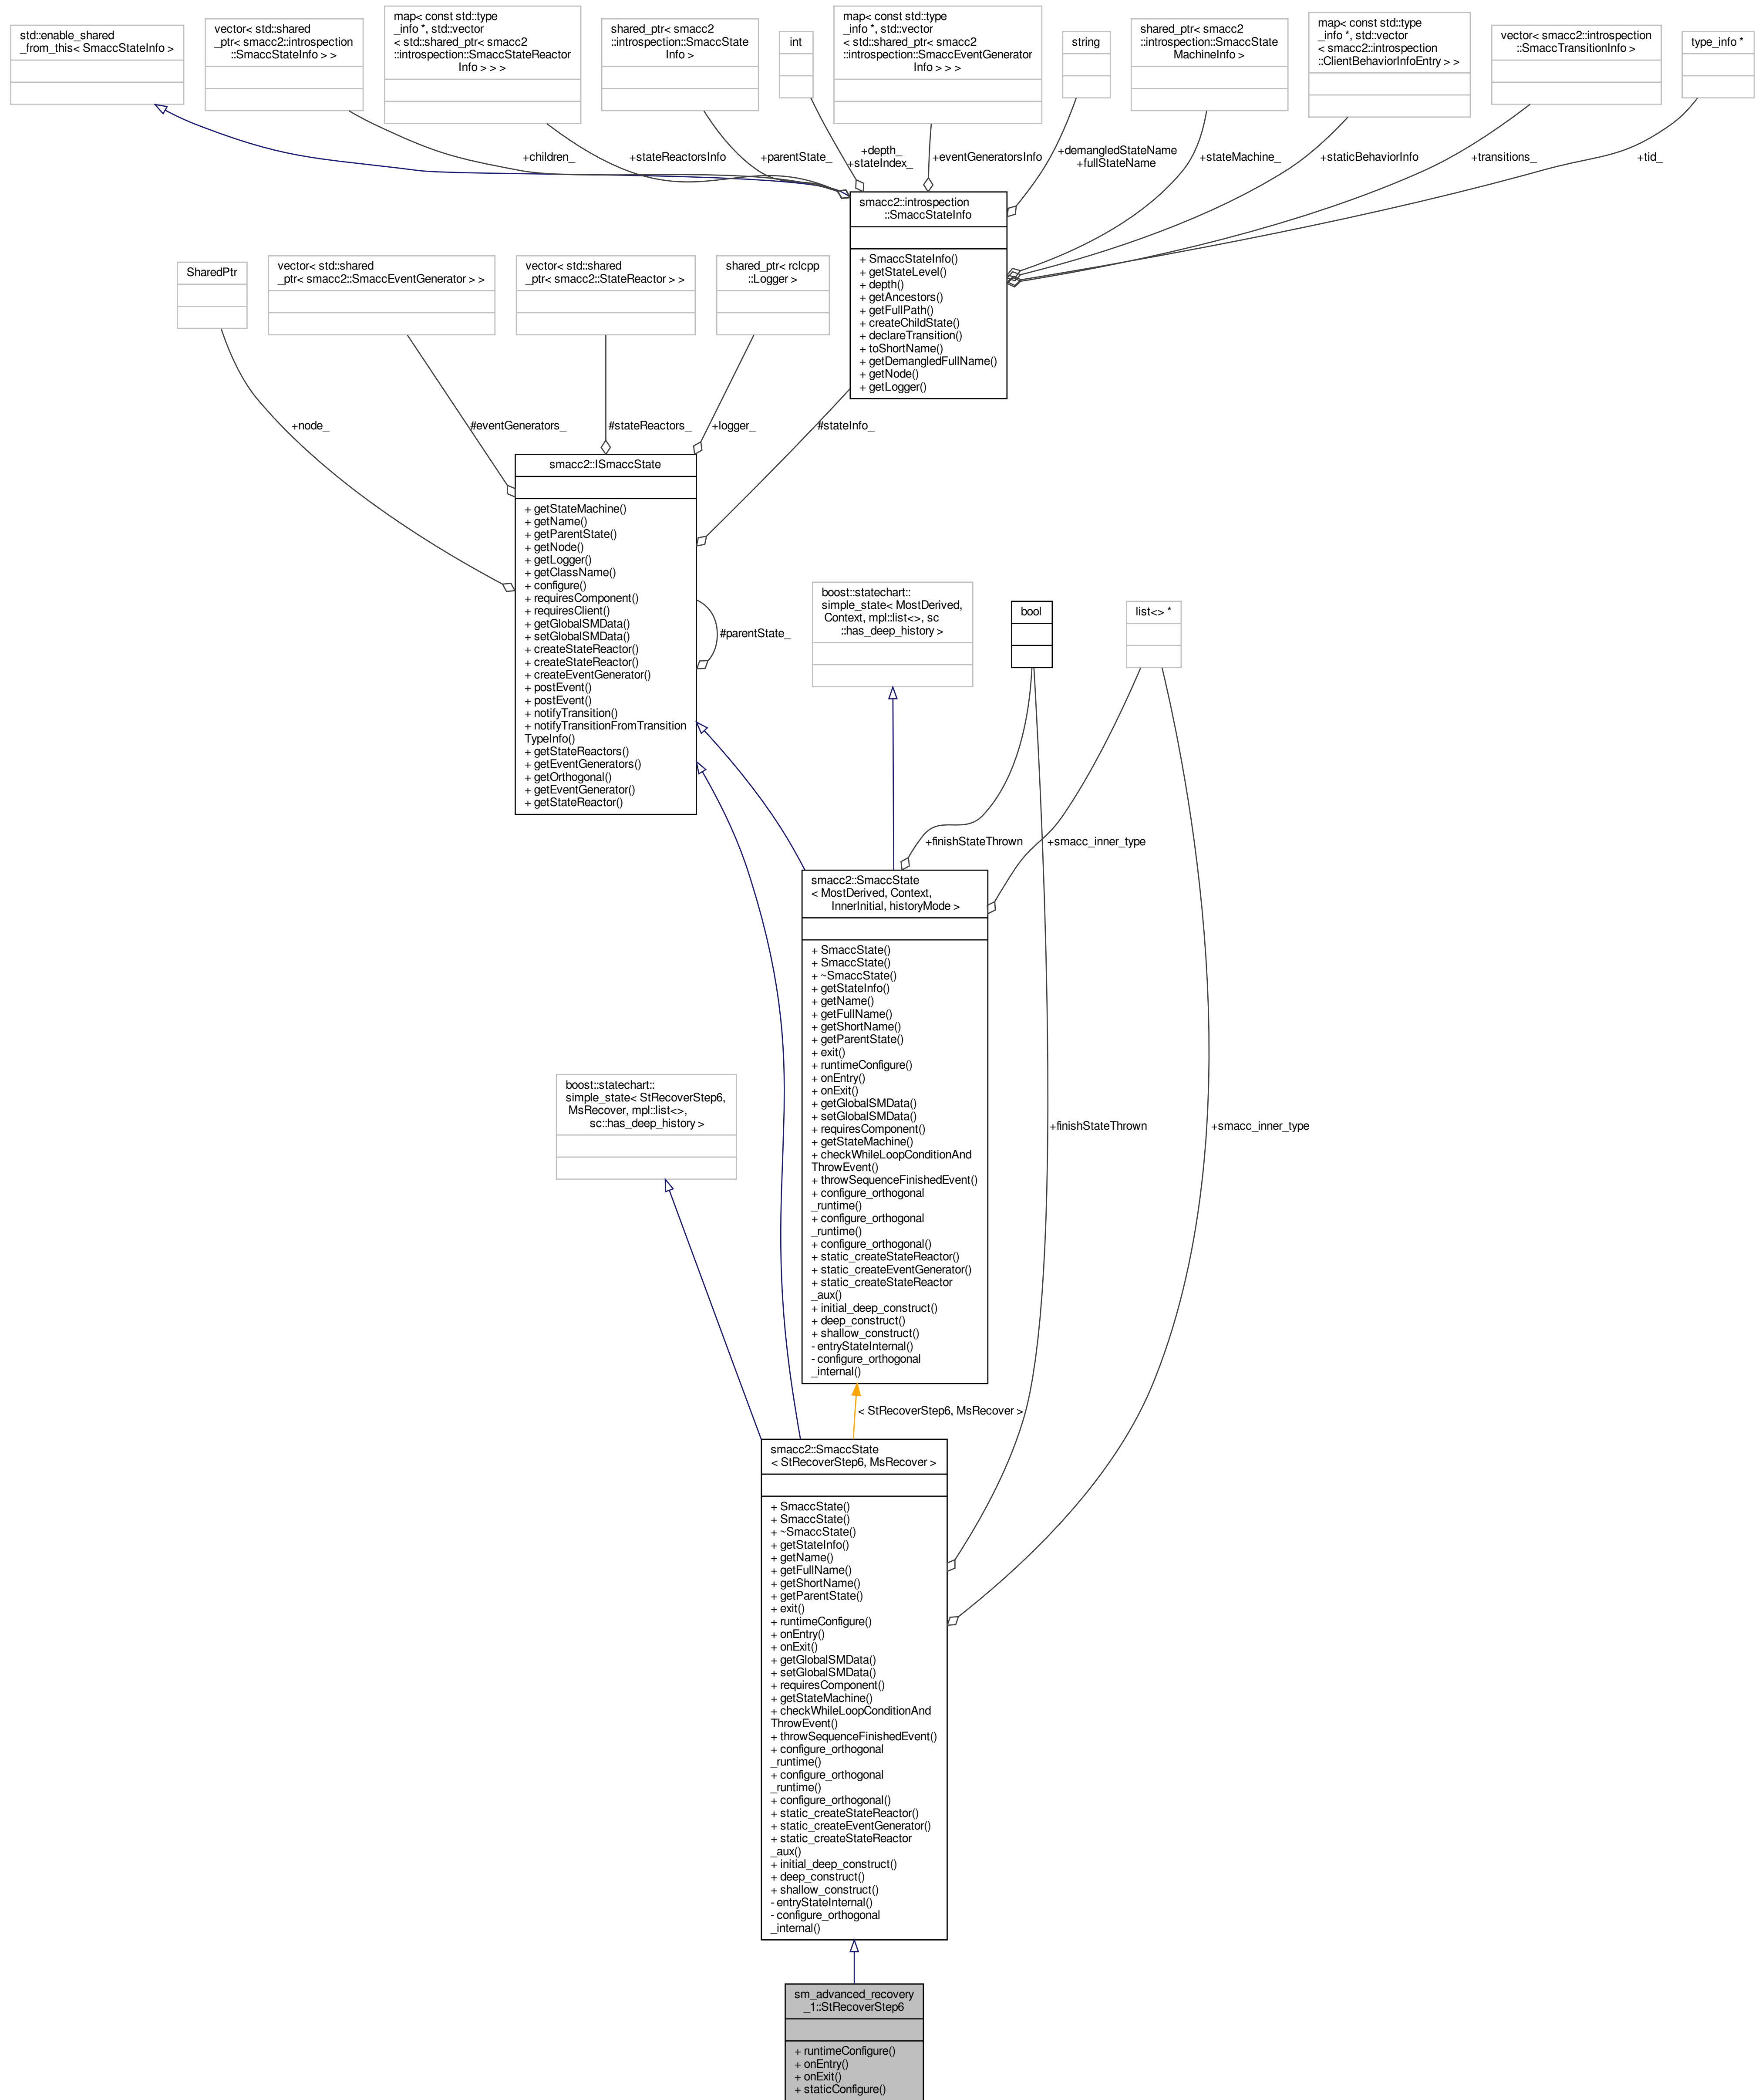 std::enable_shared
_from_this< SmaccStateInfo >
vector< std::shared
_ptr< smacc2::introspection
::SmaccStateInfo > >
map< const std::type
_info *, std::vector
< std::shared_ptr< smacc2
::introspection::SmaccStateReactor
Info > > >
shared_ptr< smacc2
::introspection::SmaccState
Info >
int
map< const std::type
_info *, std::vector
< std::shared_ptr< smacc2
::introspection::SmaccEventGenerator
Info > > >
string
shared_ptr< smacc2
::introspection::SmaccState
MachineInfo >
map< const std::type
_info *, std::vector
< smacc2::introspection
::ClientBehaviorInfoEntry > >
vector< smacc2::introspection
::SmaccTransitionInfo >
type_info *
+children_
+stateReactorsInfo
+parentState_
+depth_
+stateIndex_
+eventGeneratorsInfo
+demangledStateName
+fullStateName
+stateMachine_
+staticBehaviorInfo
+transitions_
+tid_
smacc2::introspection
::SmaccStateInfo
+ SmaccStateInfo()
+ getStateLevel()
+ depth()
+ getAncestors()
+ getFullPath()
+ createChildState()
+ declareTransition()
+ toShortName()
+ getDemangledFullName()
+ getNode()
+ getLogger()
SharedPtr
vector< std::shared
_ptr< smacc2::SmaccEventGenerator > >
vector< std::shared
_ptr< smacc2::StateReactor > >
shared_ptr< rclcpp
::Logger >
+node_
#eventGenerators_
#stateReactors_
+logger_
#stateInfo_
smacc2::ISmaccState
+ getStateMachine()
+ getName()
+ getParentState()
+ getNode()
+ getLogger()
+ getClassName()
+ configure()
+ requiresComponent()
+ requiresClient()
+ getGlobalSMData()
+ setGlobalSMData()
+ createStateReactor()
+ createStateReactor()
+ createEventGenerator()
+ postEvent()
+ postEvent()
+ notifyTransition()
+ notifyTransitionFromTransition
TypeInfo()
+ getStateReactors()
+ getEventGenerators()
+ getOrthogonal()
+ getEventGenerator()
+ getStateReactor()
#parentState_
boost::statechart::
simple_state< MostDerived,
Context, mpl::list<>, sc
::has_deep_history >
bool
list<> *
+finishStateThrown
+smacc_inner_type
smacc2::SmaccState
< MostDerived, Context,
InnerInitial, historyMode >
+ SmaccState()
+ SmaccState()
+ ~SmaccState()
+ getStateInfo()
+ getName()
+ getFullName()
+ getShortName()
+ getParentState()
+ exit()
+ runtimeConfigure()
+ onEntry()
+ onExit()
+ getGlobalSMData()
+ setGlobalSMData()
+ requiresComponent()
+ getStateMachine()
+ checkWhileLoopConditionAnd
ThrowEvent()
+ throwSequenceFinishedEvent()
+ configure_orthogonal
_runtime()
+ configure_orthogonal
_runtime()
+ configure_orthogonal()
+ static_createStateReactor()
+ static_createEventGenerator()
+ static_createStateReactor
_aux()
+ initial_deep_construct()
+ deep_construct()
+ shallow_construct()
- entryStateInternal()
- configure_orthogonal
_internal()
boost::statechart::
simple_state< StRecoverStep6,
MsRecover, mpl::list<>,
sc::has_deep_history >
+finishStateThrown
+smacc_inner_type
< StRecoverStep6, MsRecover >
smacc2::SmaccState
< StRecoverStep6, MsRecover >
+ SmaccState()
+ SmaccState()
+ ~SmaccState()
+ getStateInfo()
+ getName()
+ getFullName()
+ getShortName()
+ getParentState()
+ exit()
+ runtimeConfigure()
+ onEntry()
+ onExit()
+ getGlobalSMData()
+ setGlobalSMData()
+ requiresComponent()
+ getStateMachine()
+ checkWhileLoopConditionAnd
ThrowEvent()
+ throwSequenceFinishedEvent()
+ configure_orthogonal
_runtime()
+ configure_orthogonal
_runtime()
+ configure_orthogonal()
+ static_createStateReactor()
+ static_createEventGenerator()
+ static_createStateReactor
_aux()
+ initial_deep_construct()
+ deep_construct()
+ shallow_construct()
- entryStateInternal()
- configure_orthogonal
_internal()
sm_advanced_recovery
_1::StRecoverStep6
+ runtimeConfigure()
+ onEntry()
+ onExit()
+ staticConfigure()